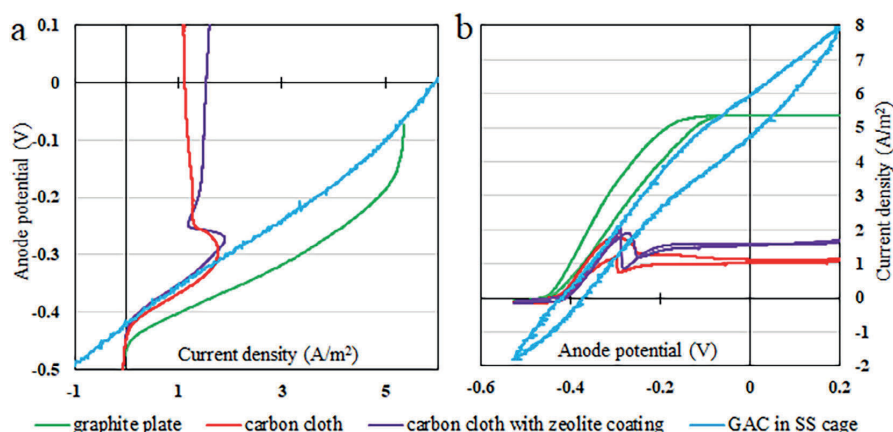 a
0.1
0
-0.1
-0.2
-0.3
-0.4
-0.5
Anode potential (V)
Current density (A/m²)
-1
1
3
5
b
8
7
6
5
4
3
2
1
0
-1
-2
Current density (A/m²)
Anode potential (V)
-0.6
-0.4
-0.2
0
0.2
graphite plate
carbon cloth
carbon cloth with zeolite coating
GAC in SS cage